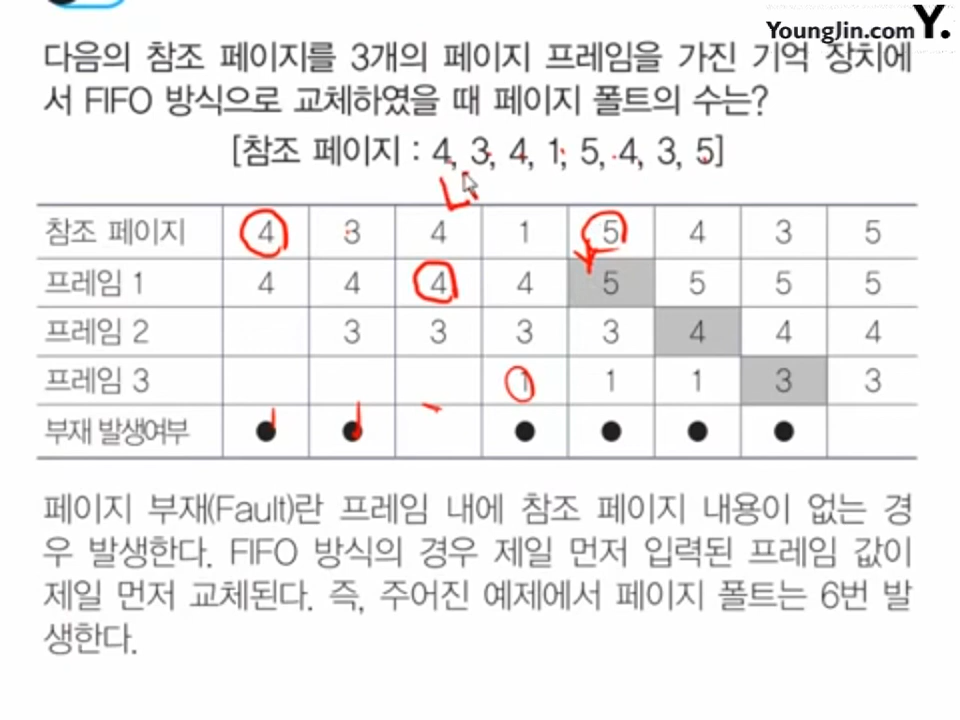 YoungJin.com Y.
다음의 참조 페이지를 3개의 페이지 프레임을 가진 기억 장치에
서 FIFO 방식으로 교체하였을 때 페이지 폴트의 수는?
[참조 페이지 : 4, 3, 4, 1, 5, 4, 3, 5]
참조 페이지 4 3 4 1 5 4 3 5
프레임 1 4 4 4 4 5 5 5 5
프레임 2 3 3 3 3 4 4 4
프레임 3 1 1 1 3 3
부재 발생여부 ● ● ● ● ● ●
페이지 부재(Fault)란 프레임 내에 참조 페이지 내용이 없는 경
우 발생한다. FIFO 방식의 경우 제일 먼저 입력된 프레임 값이
제일 먼저 교체된다. 즉, 주어진 예제에서 페이지 폴트는 6번 발
생한다.